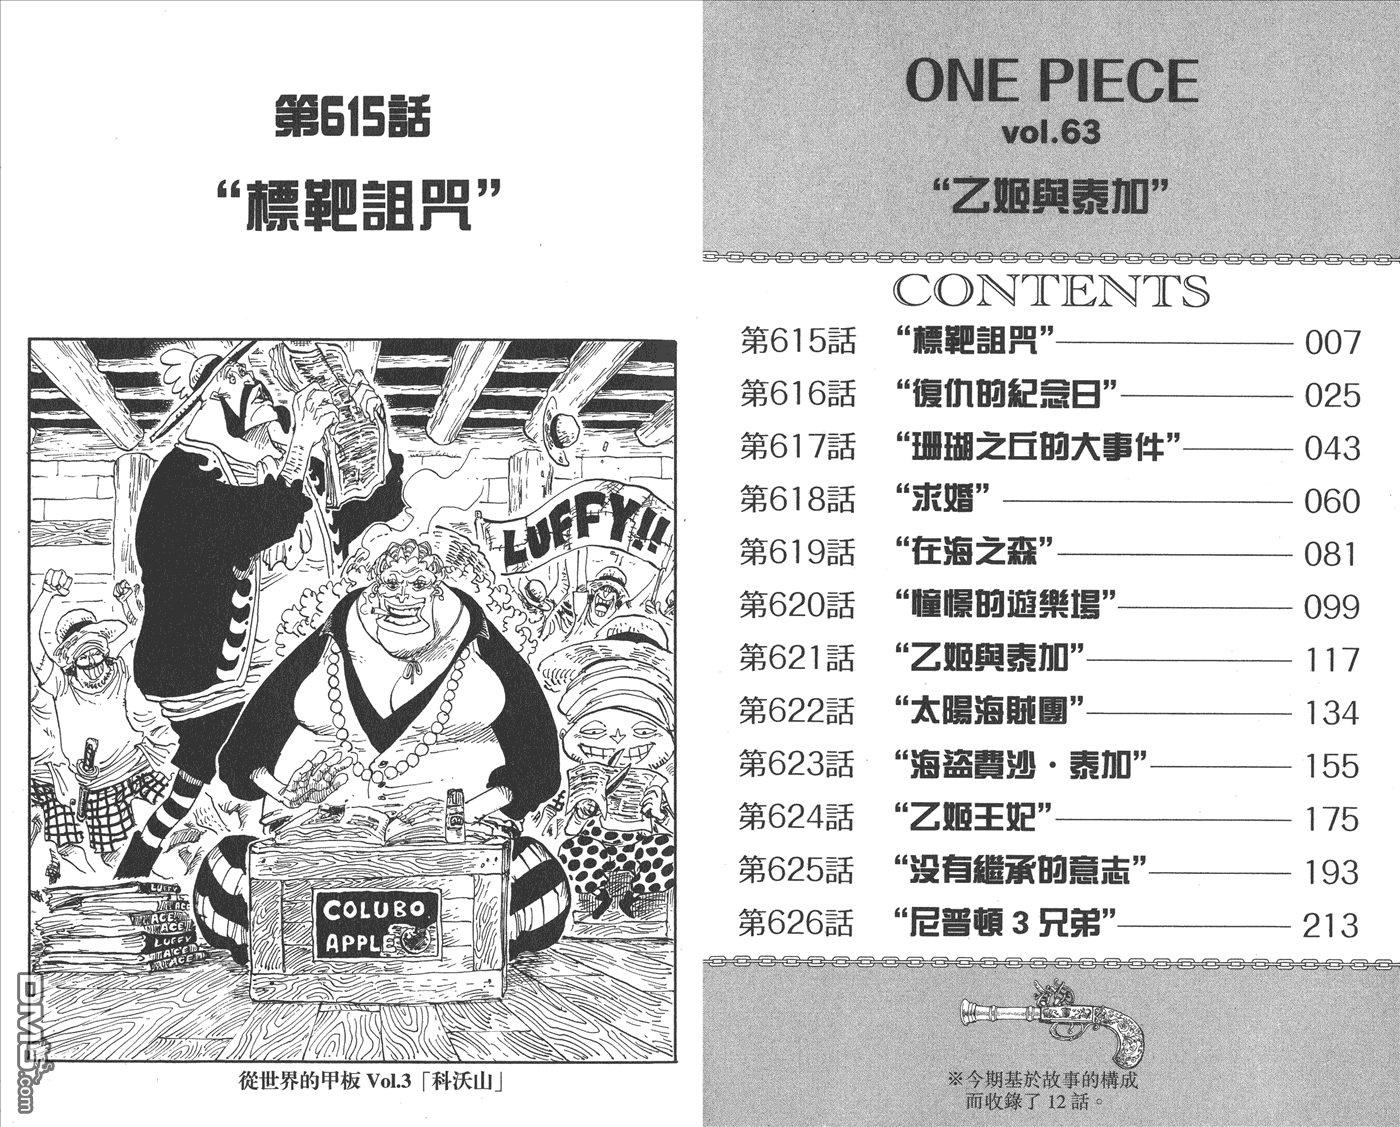 ONE PIECE
vol.63
“乙姬與泰加”
CONTENTS
第615話 “標靶詛咒” 007
第616話 “復仇的紀念日” 025
第617話 “珊瑚之丘的大事件” 043
第618話 “求婚” 060
第619話 “在海之森” 081
第620話 “憧憬的遊樂場” 099
第621話 “乙姬與泰加” 117
第622話 “太陽海賊團” 134
第623話 “海盜費沙・泰加” 155
第624話 “乙姬王妃” 175
第625話 “没有繼承的意志” 193
第626話 “尼普頓3兄弟” 213
※今期基於故事的構成
而收錄了12話。
第615話
“標靶詛咒”
LUFFY!!
COLUBO
APPLE
LUFFY
ACE
ACE
LUFFY
ACE
ACE
從世界的甲板 Vol.3「科沃山」
DM5.com